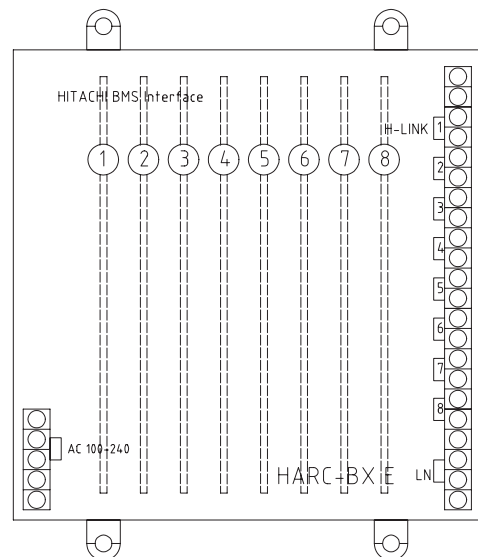 HITACHI BMS Interface
H-LINK 1
1 2 3 4 5 6 7 8
2
3
4
5
6
7
8
AC 100-240
HARC-BX E
LN